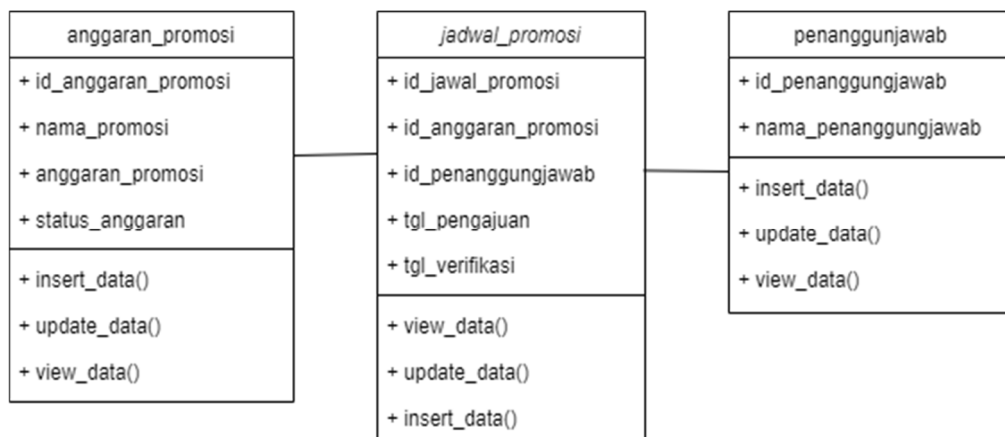 anggaran_promosi
+ id_anggaran_promosi
+ nama_promosi
+ anggaran_promosi
+ status_anggaran
+ insert_data()
+ update_data()
+ view_data()
jadwal_promosi
+ id_jawal_promosi
+ id_anggaran_promosi
+ id_penanggungjawab
+ tgl_pengajuan
+ tgl_verifikasi
+ view_data()
+ update_data()
+ insert_data()
penanggunjawab
+ id_penanggungjawab
+ nama_penanggungjawab
+ insert_data()
+ update_data()
+ view_data()